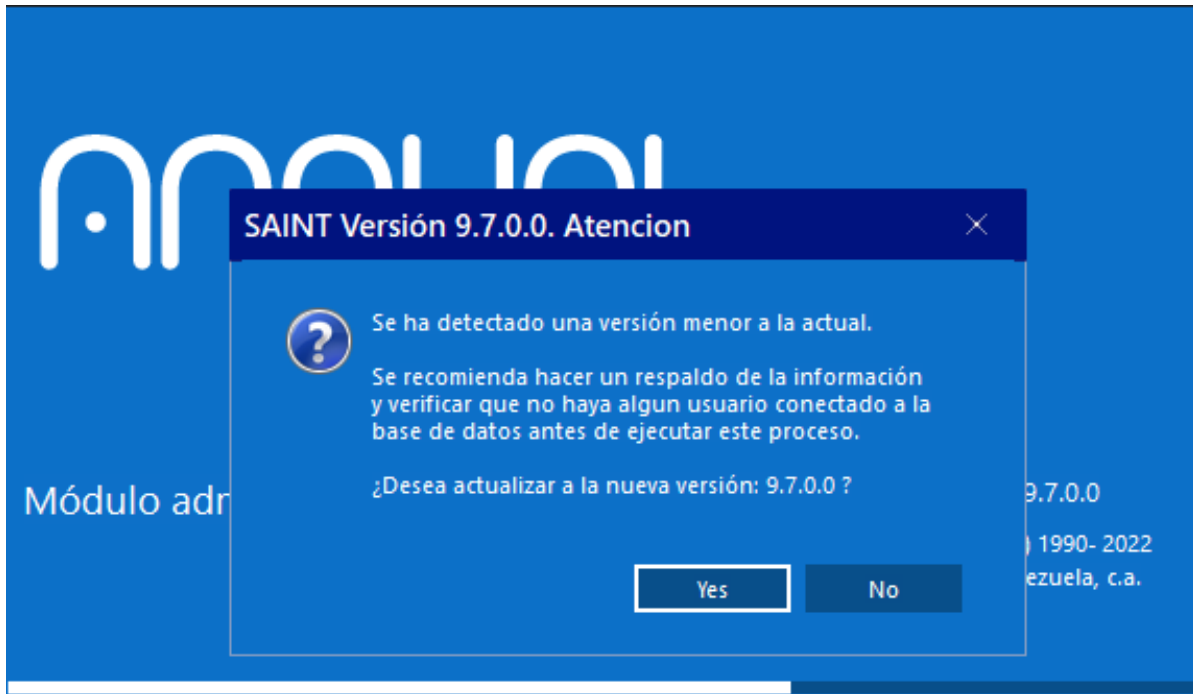 SAINT Versión 9.7.0.0. Atencion
Se ha detectado una versión menor a la actual.
Se recomienda hacer un respaldo de la información
y verificar que no haya algun usuario conectado a la
base de datos antes de ejecutar este proceso.
¿Desea actualizar a la nueva versión: 9.7.0.0 ?
Módulo
9.7.0.0
) 1990- 2022
ezuela, c.a.
Yes No